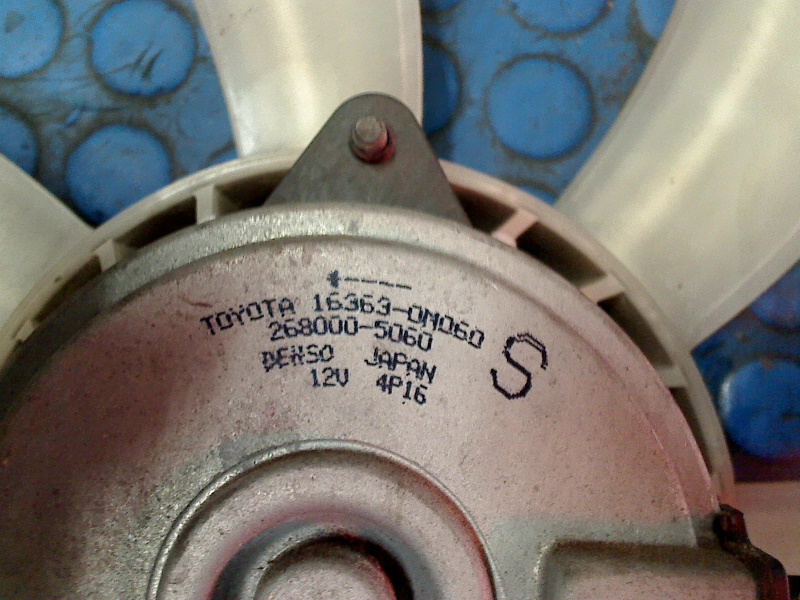 TOYOTA 16363-0M060
268000-5060
DENSO JAPAN
12V 4P16
S